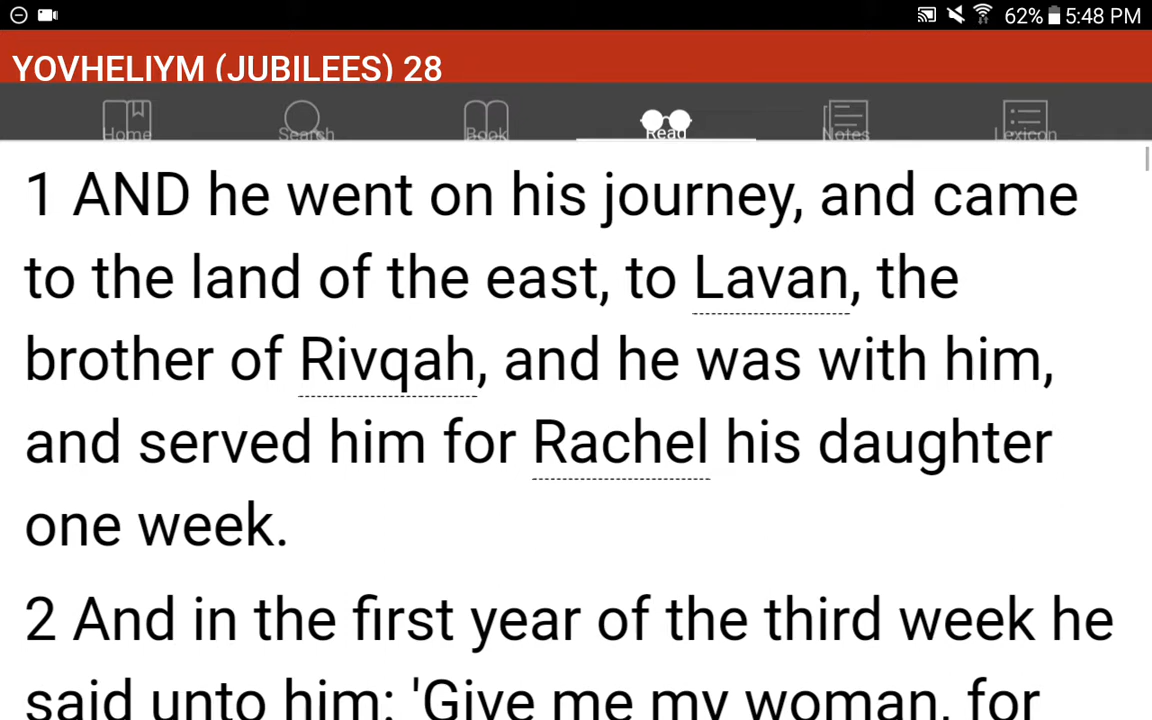 62% 5:48 PM
YOVHELIYM (JUBILEES) 28
Home Search Book Read Notes Lexicon
1 AND he went on his journey, and came
to the land of the east, to Lavan, the
brother of Rivqah, and he was with him,
and served him for Rachel his daughter
one week.
2 And in the first year of the third week he
said unto him: 'Give me my woman, for